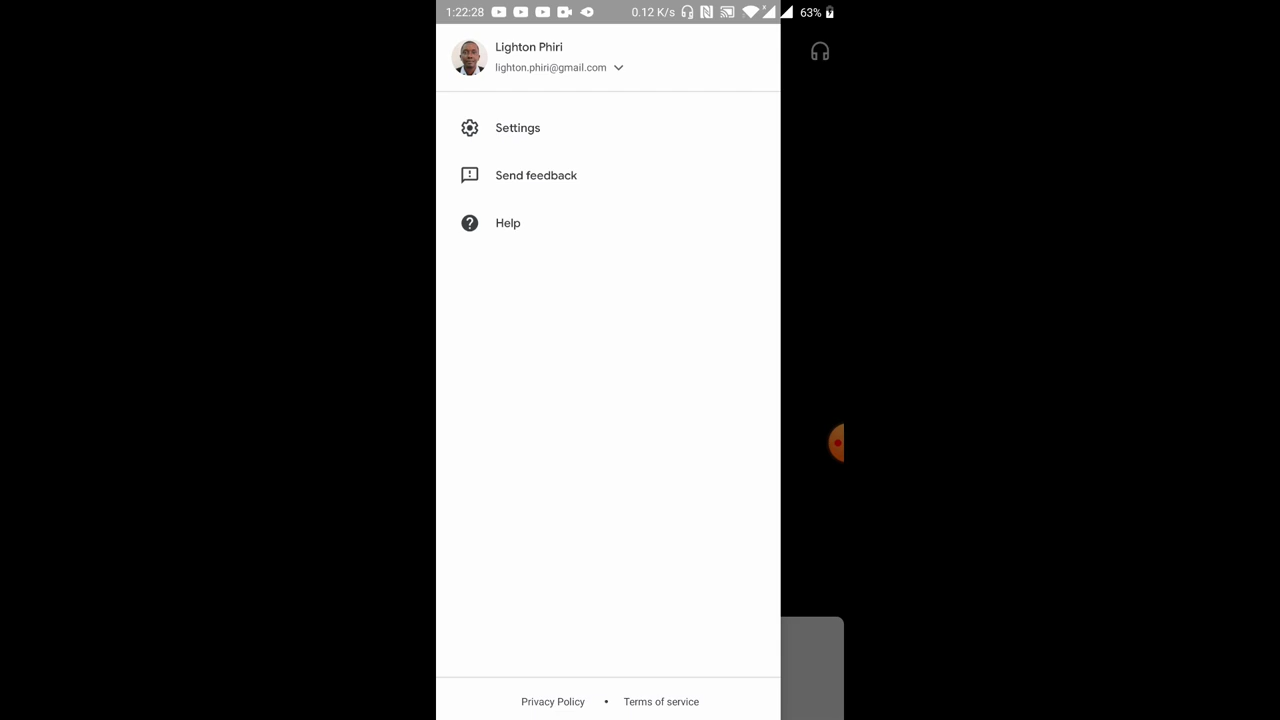 1:22:28 0.12 K/s 63%
Lighton Phiri
lighton.phiri@gmail.com
Settings
Send feedback
Help
Privacy Policy • Terms of service